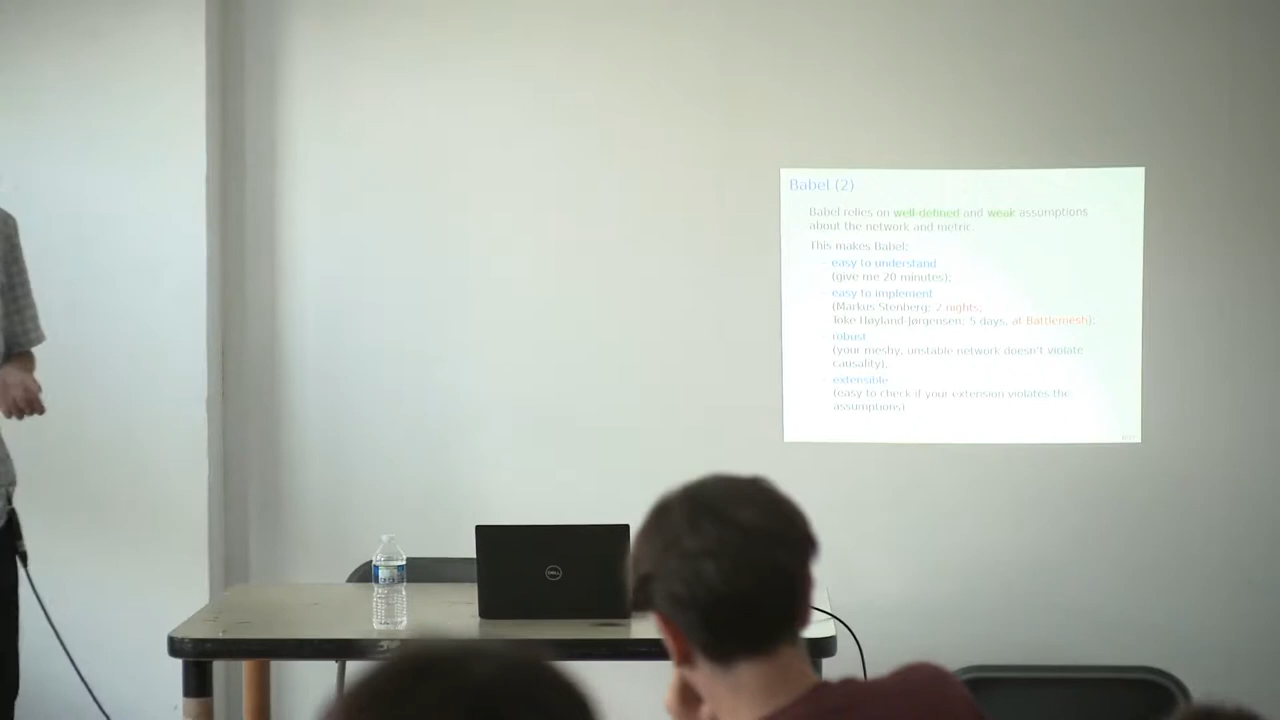 Babel (2)
Babel relies on well-defined and weak assumptions
about the network and metric.
This makes Babel:
- easy to understand
(give me 20 minutes);
- easy to implement
(Markus Stenberg: 2 nights;
Toke Høyland-Jørgensen: 5 days, at Battlemesh);
- robust
(your meshy, unstable network doesn't violate
causality);
- extensible
(easy to check if your extension violates the
assumptions)
DELL